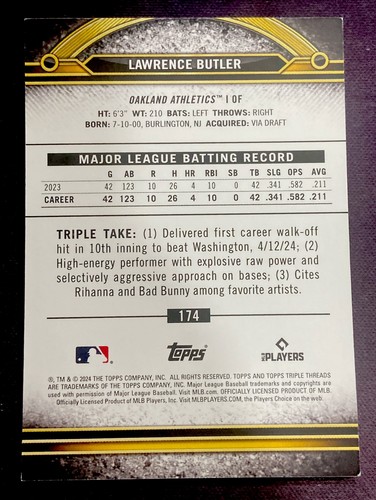 LAWRENCE BUTLER
OAKLAND ATHLETICS™ | OF
HT: 6'3" WT: 210 BATS: LEFT THROWS: RIGHT
BORN: 7-10-00, BURLINGTON, NJ ACQUIRED: VIA DRAFT
MAJOR LEAGUE BATTING RECORD
G AB R H HR RBI SB TB SLG OPS AVG
2023 42 123 10 26 4 10 0 42 .341 .582 .211
CAREER 42 123 10 26 4 10 0 42 .341 .582 .211
TRIPLE TAKE: (1) Delivered first career walk-off
hit in 10th inning to beat Washington, 4/12/24; (2)
High-energy performer with explosive raw power and
selectively aggressive approach on bases; (3) Cites
Rihanna and Bad Bunny among favorite artists.
174
Topps
MLB PLAYERS
®, TM & © 2024 THE TOPPS COMPANY, INC. ALL RIGHTS RESERVED. TOPPS AND TOPPS TRIPLE THREADS
ARE TRADEMARKS OF THE TOPPS COMPANY, INC. Major League Baseball trademarks and copyrights are
used with permission of Major League Baseball. Visit MLB.com. OFFICIALLY LICENSED PRODUCT OF MLB
Officially Licensed Product of MLB Players, Inc. Visit MLBPLAYERS.com, the Players Choice on the web.